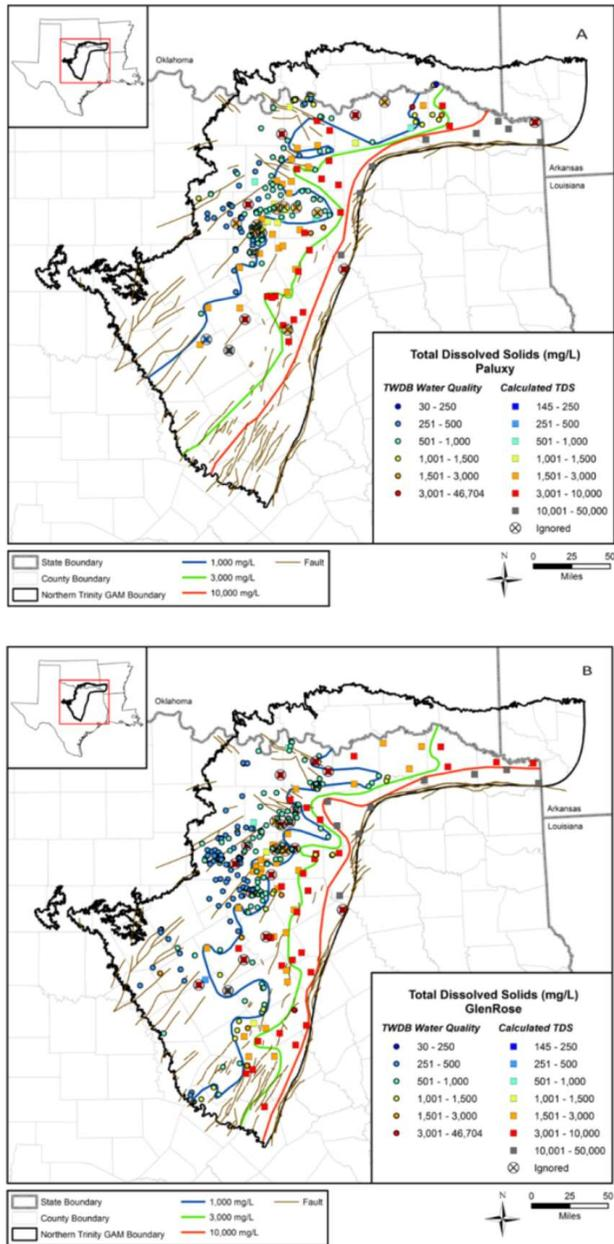 A
Oklahoma
Arkansas
Louisiana
Total Dissolved Solids (mg/L)
Paluxy
TWDB Water Quality Calculated TDS
30 - 250 145 - 250
251 - 500 251 - 500
501 - 1,000 501 - 1,000
1,001 - 1,500 1,001 - 1,500
1,501 - 3,000 1,501 - 3,000
3,001 - 46,704 3,001 - 10,000
10,001 - 50,000
Ignored
State Boundary 1,000 mg/L Fault
County Boundary 3,000 mg/L
Northern Trinity GAM Boundary 10,000 mg/L
N
0 25 50
Miles
B
Oklahoma
Arkansas
Louisiana
Total Dissolved Solids (mg/L)
GlenRose
TWDB Water Quality Calculated TDS
30 - 250 145 - 250
251 - 500 251 - 500
501 - 1,000 501 - 1,000
1,001 - 1,500 1,001 - 1,500
1,501 - 3,000 1,501 - 3,000
3,001 - 46,704 3,001 - 10,000
10,001 - 50,000
Ignored
State Boundary 1,000 mg/L Fault
County Boundary 3,000 mg/L
Northern Trinity GAM Boundary 10,000 mg/L
N
0 25 50
Miles